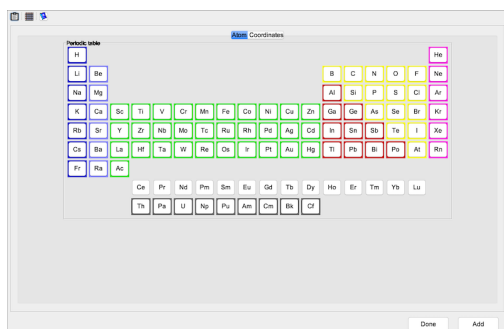 Atom Coordinates
Periodic table
H He
Li Be B C N O F Ne
Na Mg Al Si P S Cl Ar
K Ca Sc Ti V Cr Mn Fe Co Ni Cu Zn Ga Ge As Se Br Kr
Rb Sr Y Zr Nb Mo Tc Ru Rh Pd Ag Cd In Sn Sb Te I Xe
Cs Ba La Hf Ta W Re Os Ir Pt Au Hg Tl Pb Bi Po At Rn
Fr Ra Ac
Ce Pr Nd Pm Sm Eu Gd Tb Dy Ho Er Tm Yb Lu
Th Pa U Np Pu Am Cm Bk Cf
Done Add